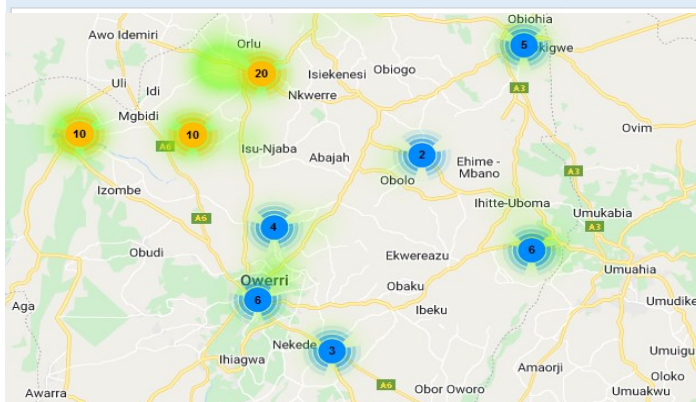 Obiohia
Awo Idemiri
Orlu
5
kigwe
20
Isiekenesi
Obiogo
Uli
Idi
Nkwerre
A3
Mgbidi
10
10
Ovim
A6
Isu-Njaba
Abajah
2
Ehime -
Mbano
A3
Obolo
Izombe
Ihitte-Uboma
Umukabia
A6
4
A3
Obudi
Ekwereazu
6
Umuahia
Owerri
Obaku
6
Aga
Ibeku
Umudike
Nekede
3
Ihiagwa
Umuigu
Amaorji
Oloko
A6
Obor Oworo
Umuakwu
Awarra